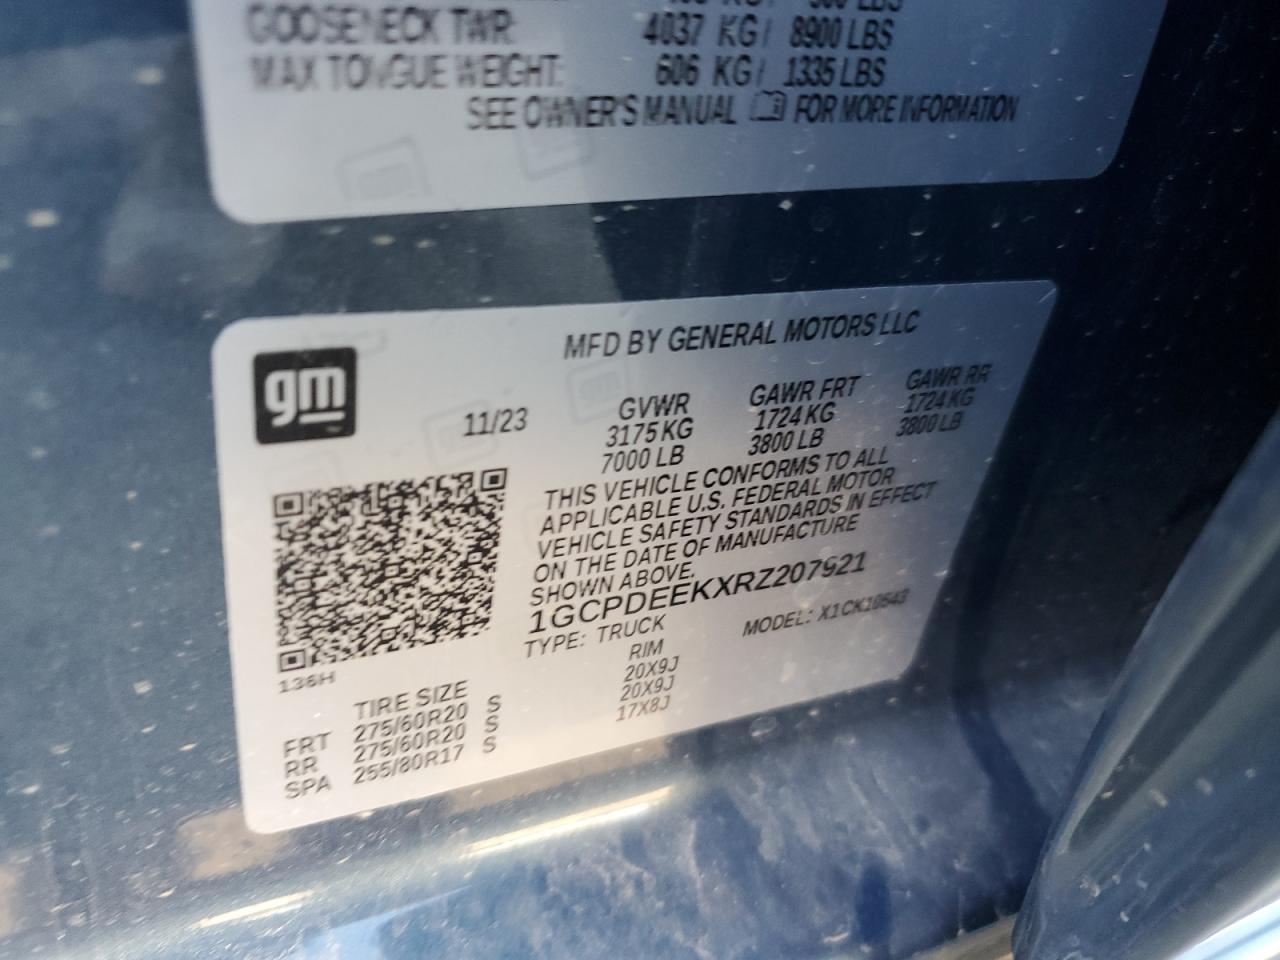 GOOSENECK TWR: 4037 KG/ 8900 LBS
MAX TONGUE WEIGHT: 606 KG/ 1335 LBS
SEE OWNER'S MANUAL FOR MORE INFORMATION
gm
MFD BY GENERAL MOTORS LLC
11/23 GVWR GAWR FRT GAWR RR
3175 KG 1724 KG 1724 KG
7000 LB 3800 LB 3800 LB
THIS VEHICLE CONFORMS TO ALL
APPLICABLE U.S. FEDERAL MOTOR
VEHICLE SAFETY STANDARDS IN EFFECT
ON THE DATE OF MANUFACTURE
SHOWN ABOVE.
1GCPDEEKXRZ207921
TYPE: TRUCK MODEL: X1CK10543
136H
TIRE SIZE RIM
FRT 275/60R20 S 20X9J
RR 275/60R20 S 20X9J
SPA 255/80R17 S 17X8J